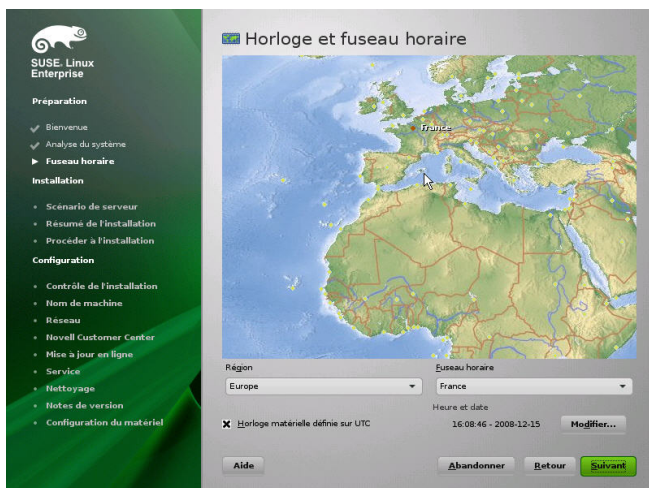 SUSE. Linux
Enterprise
Préparation
Bienvenue
Analyse du système
Fuseau horaire
Installation
Scénario de serveur
Résumé de l'installation
Procéder à l'installation
Configuration
Contrôle de l'installation
Nom de machine
Réseau
Novell Customer Center
Mise à jour en ligne
Service
Nettoyage
Notes de version
Configuration du matériel
Horloge et fuseau horaire
France
Région
Europe
Fuseau horaire
France
Horloge matérielle définie sur UTC
Heure et date
16:08:46 - 2008-12-15
Modifier...
Aide
Abandonner
Retour
Suivant